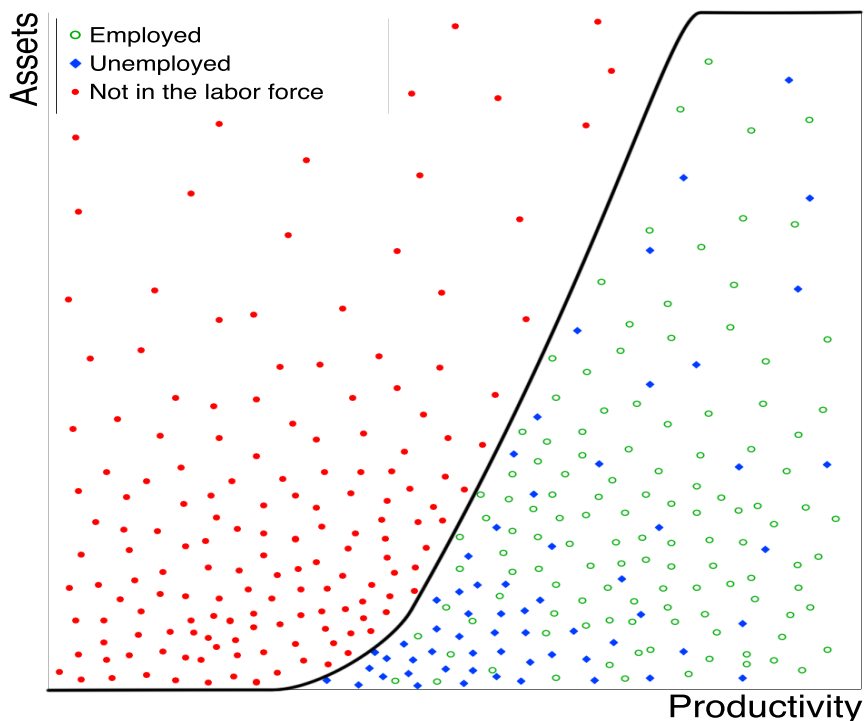 Assets
Employed
Unemployed
Not in the labor force
Productivity